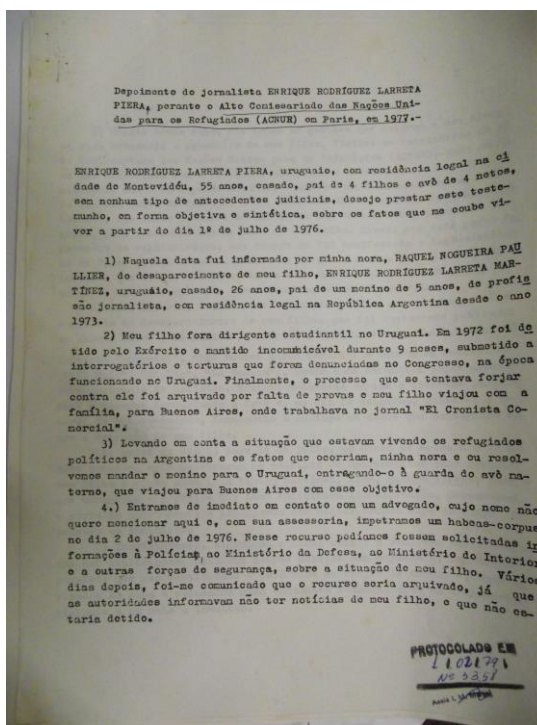 Depoimento do jornalista ENRIQUE RODRÍGUEZ LARRETA
PIERA, perante o Alto Comissariado das Nações Uni-
das para os Refugiados (ACNUR) em Paris, em 1977.-
ENRIQUE RODRÍGUEZ LARRETA PIERA, uruguaio, com residência legal na ci
dade de Montevidéu, 55 anos, casado, pai de 4 filhos e avô de 4 netos,
sem nenhum tipo de antecedentes judiciais, desejo prestar este teste-
munho, em forma objetiva e sintética, sobre os fatos que me coube vi-
ver a partir do dia 1º de julho de 1976.
1) Naquela data fui informado por minha nora, RAQUEL NOGUEIRA PAU
LLIER, do desaparecimento de meu filho, ENRIQUE RODRÍGUEZ LARRETA MAR-
TÍNEZ, uruguáio, casado, 26 anos, pai de um menino de 5 anos, de profis
são jornalista, com residência legal na República Argentina desde o ano
1973.
2) Meu filho fora dirigente estudantil no Uruguai. Em 1972 foi de
tido pelo Exército e mantido incomunicável durante 9 meses, submetido a
interrogatórios e torturas que foram denunciadas no Congresso, na época
funcionando no Uruguai. Finalmente, o processo que se tentava forjar
contra ele foi arquivado por falta de provas e meu filho viajou com a
família, para Buenos Aires, onde trabalhava no jornal "El Cronista Co-
mercial".
3) Levando em conta a situação que estavam vivendo os refugiados
políticos na Argentina e os fatos que ocorriam, minha nora e eu resol-
vemos mandar o menino para o Uruguai, entregando-o à guarda do avô ma-
terno, que viajou para Buenos Aires com esse objetivo.
4.) Entramos de imediato em contato com um advogado, cujo nome não
quero mencionar aqui e, com sua assessoria, impetramos um habeas-corpus
no dia 2 de julho de 1976. Nesse recurso pedíamos fossem solicitadas in
formações à Polícia, ao Ministério da Defesa, ao Ministério do Interior
e a outras forças de segurança, sobre a situação de meu filho. Vários
dias depois, foi-me comunicado que o recurso seria arquivado, já que
as autoridades informavam não ter notícias de meu filho, e que não es-
taria detido.
PROTOCOLADO EM
1 02 79
Nº 5358